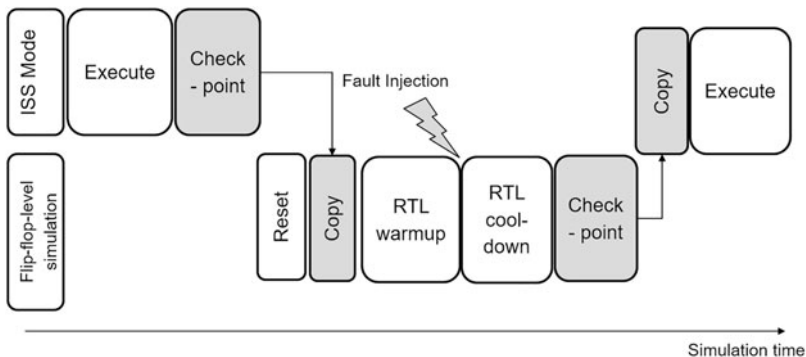 ISS Mode
Execute
Check
- point
Fault Injection
Copy
Execute
Flip-flop-level
simulation
Reset
Copy
RTL
warmup
RTL
cool-
down
Check
- point
Simulation time